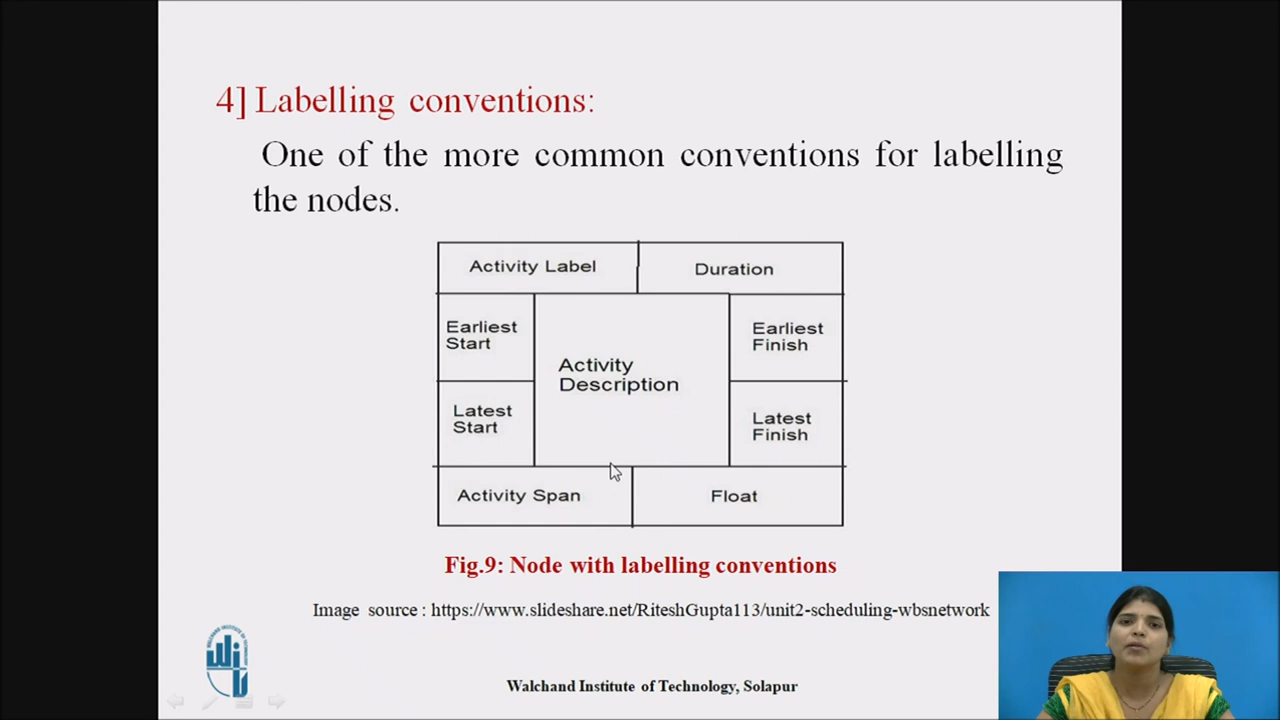 4] Labelling conventions:
One of the more common conventions for labelling
the nodes.
Activity Label
Duration
Earliest
Start
Activity
Description
Earliest
Finish
Latest
Start
Latest
Finish
Activity Span
Float
Fig.9: Node with labelling conventions
Image source : https://www.slideshare.net/RiteshGupta113/unit2-scheduling-wbsnetwork
Walchand Institute of Technology, Solapur